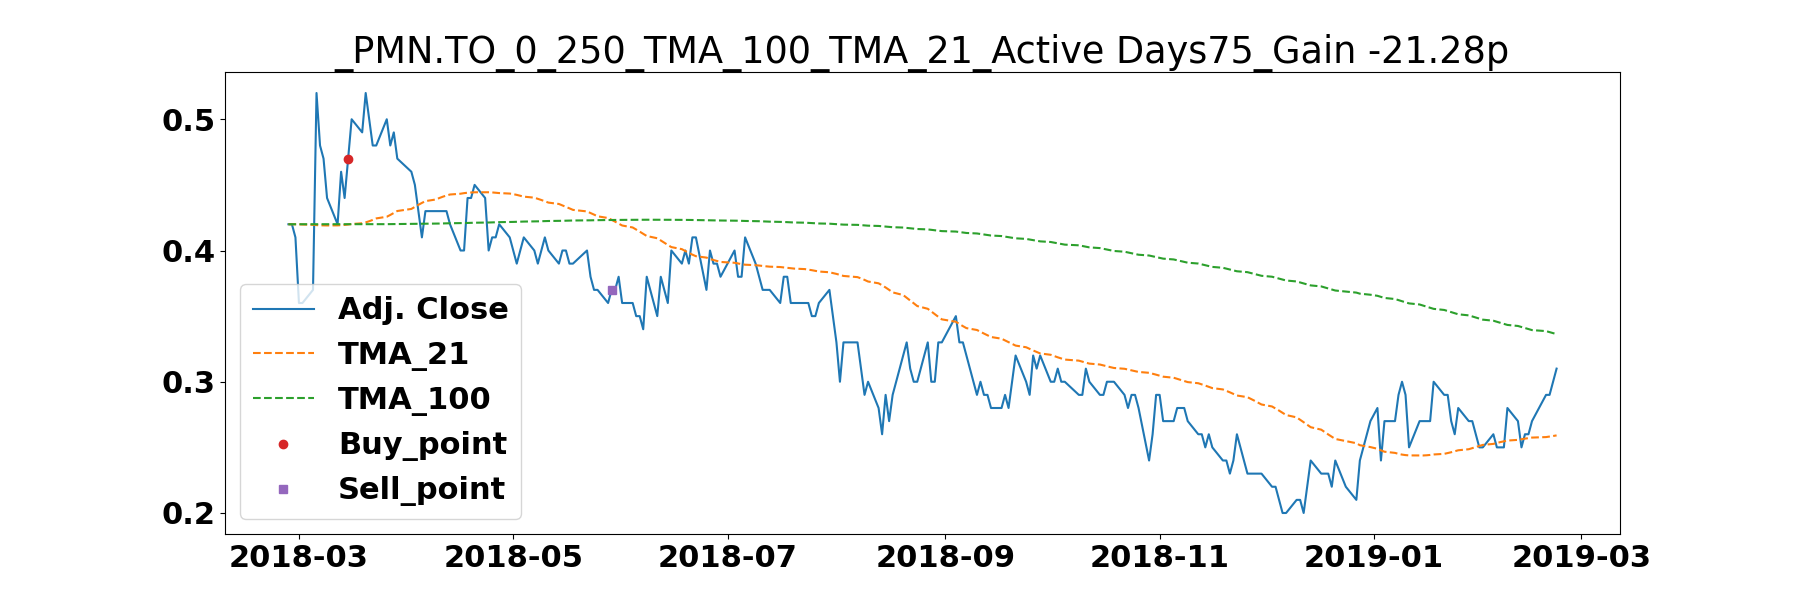 _PMN.TO_0_250_TMA_100_TMA_21_Active Days75_Gain -21.28p
0.5
0.4
0.3
0.2
Adj. Close
TMA_21
TMA_100
Buy_point
Sell_point
2018-03 2018-05 2018-07 2018-09 2018-11 2019-01 2019-03